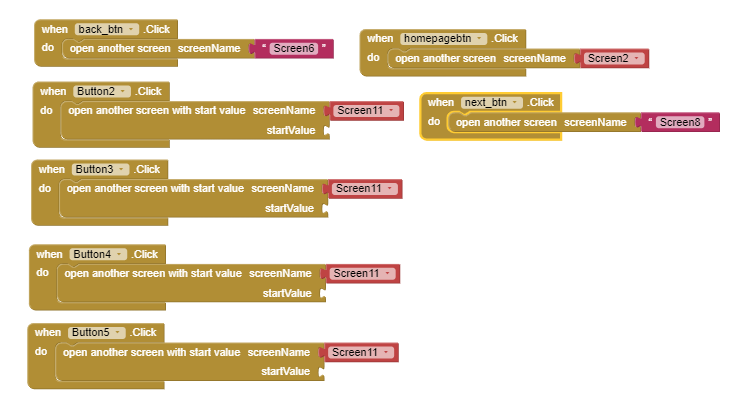 when back_btn .Click
do open another screen screenName " Screen6 "
when homepagebtn .Click
do open another screen screenName Screen2
when Button2 .Click
do open another screen with start value screenName Screen11
startValue
when next_btn .Click
do open another screen screenName " Screen8 "
when Button3 .Click
do open another screen with start value screenName Screen11
startValue
when Button4 .Click
do open another screen with start value screenName Screen11
startValue
when Button5 .Click
do open another screen with start value screenName Screen11
startValue